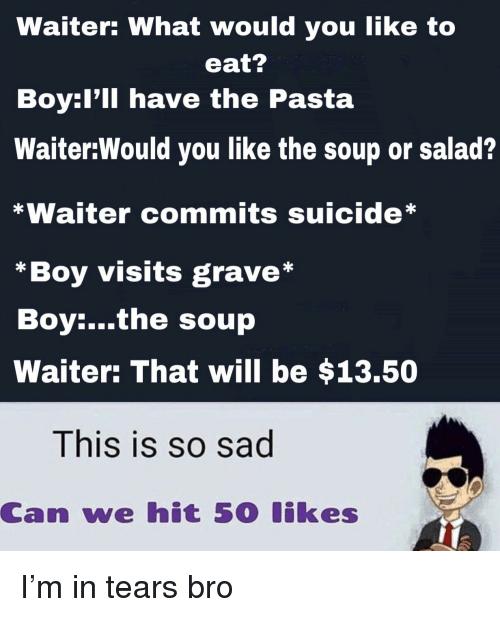 Waiter: What would you like to
eat?
Boy:I'll have the Pasta
Waiter:Would you like the soup or salad?
*Waiter commits suicide*
*Boy visits grave*
Boy:...the soup
Waiter: That will be $13.50
This is so sad
Can we hit 50 likes
I'm in tears bro